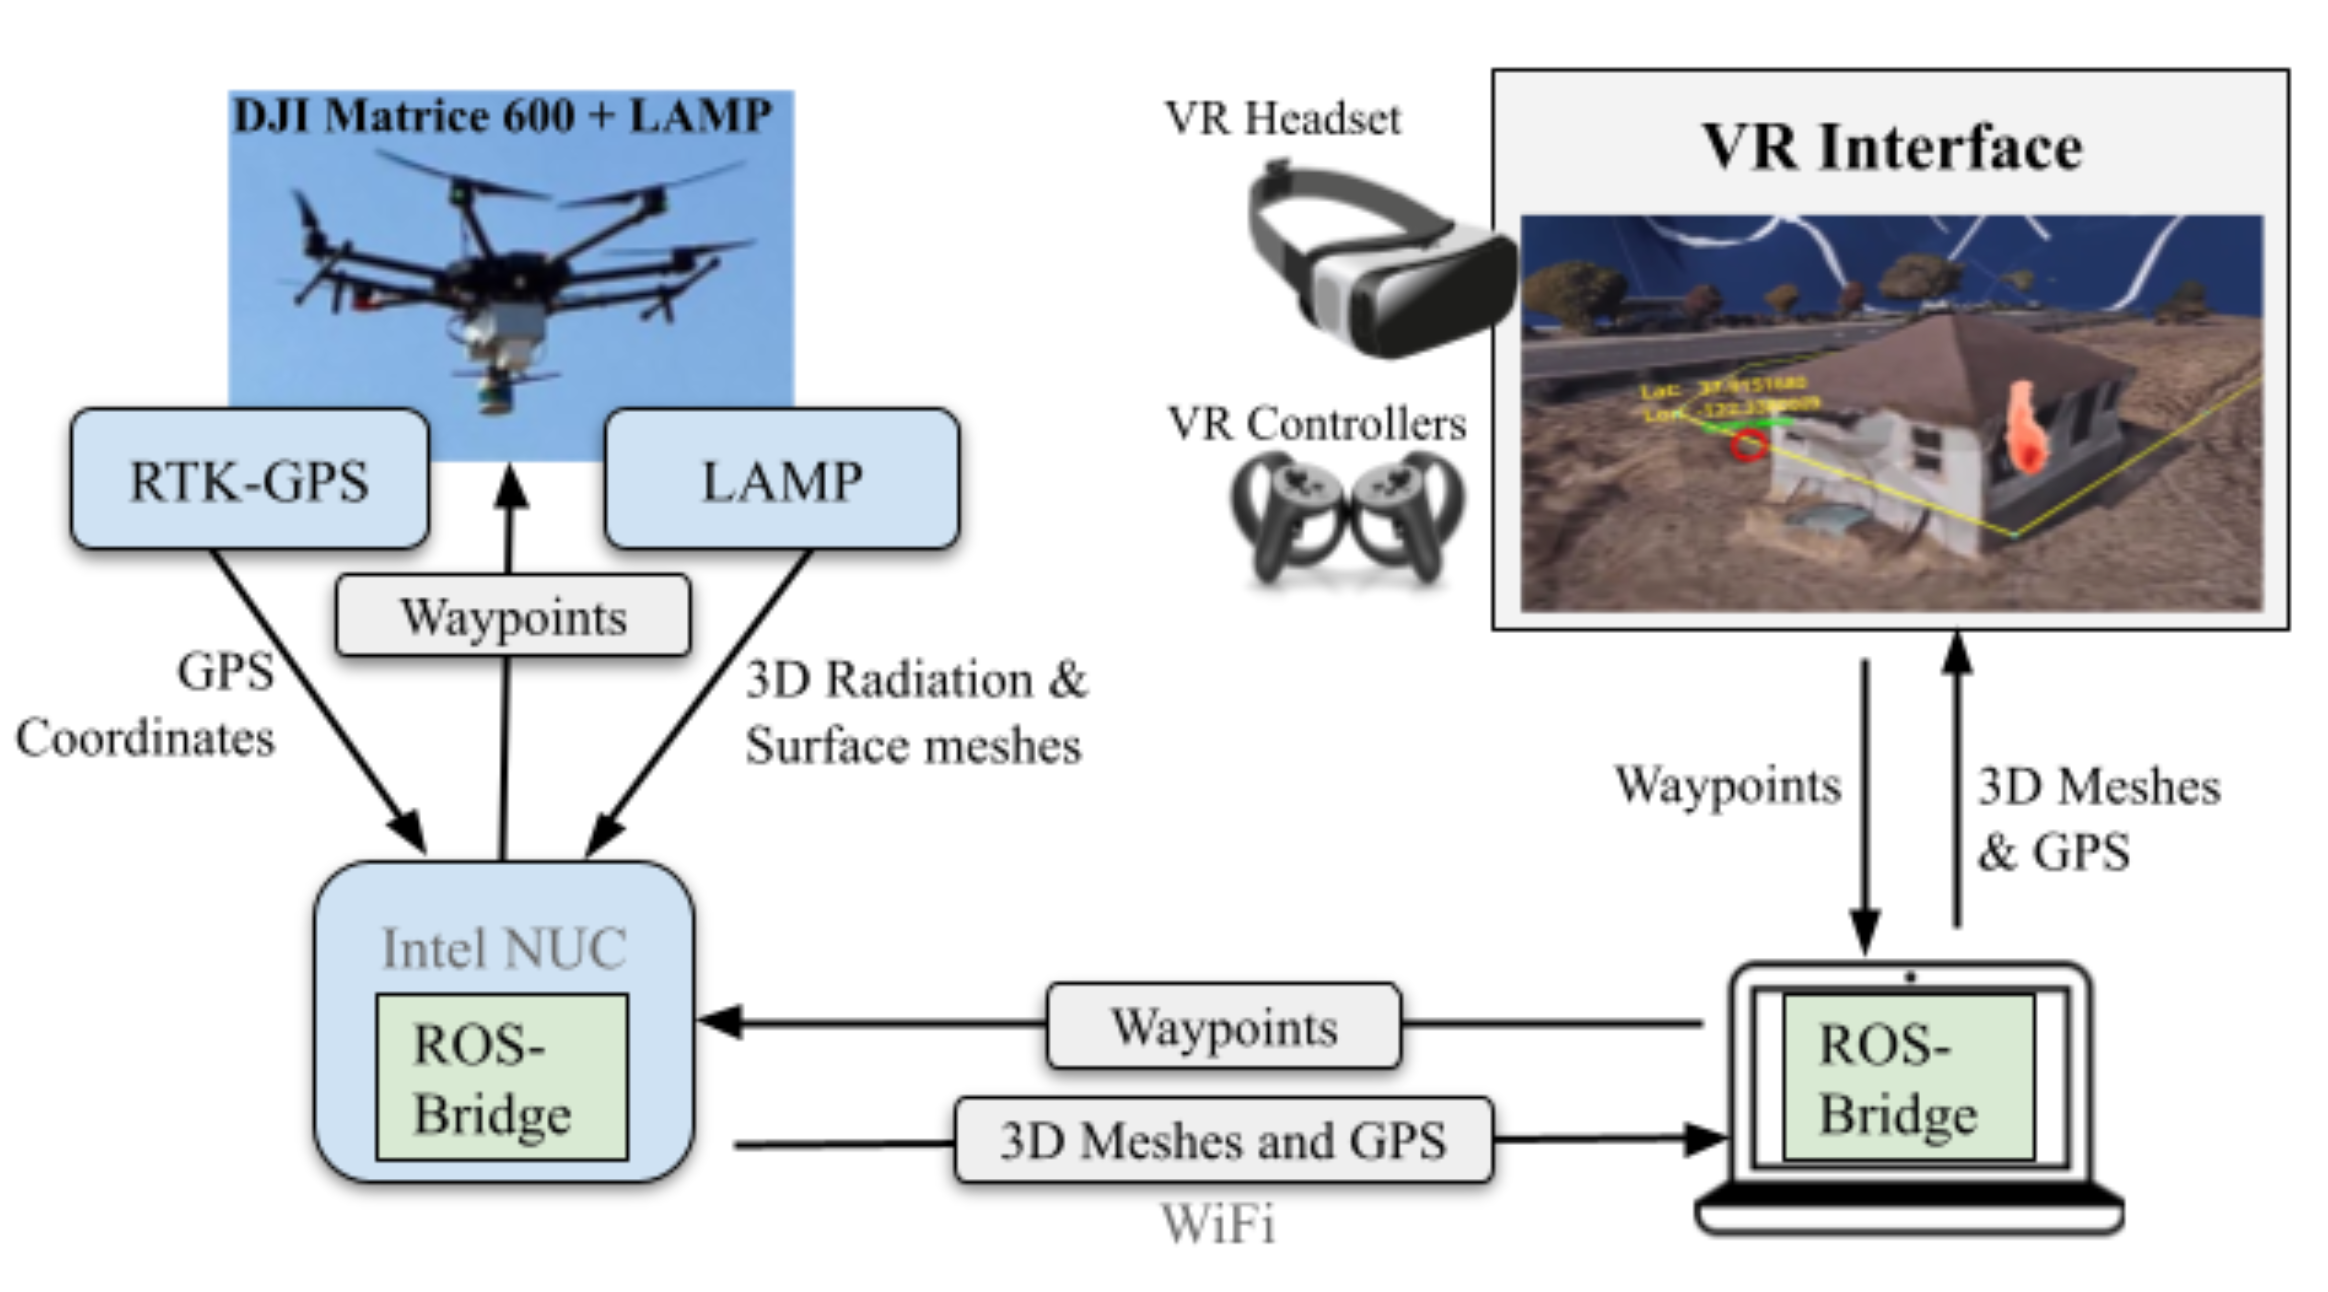 DJI Matrice 600 + LAMP
RTK-GPS
LAMP
Waypoints
GPS
Coordinates
3D Radiation &
Surface meshes
Intel NUC
ROS-
Bridge
VR Headset
VR Controllers
VR Interface
Lat:
Lon:
Waypoints
3D Meshes
& GPS
Waypoints
3D Meshes and GPS
WiFi
ROS-
Bridge